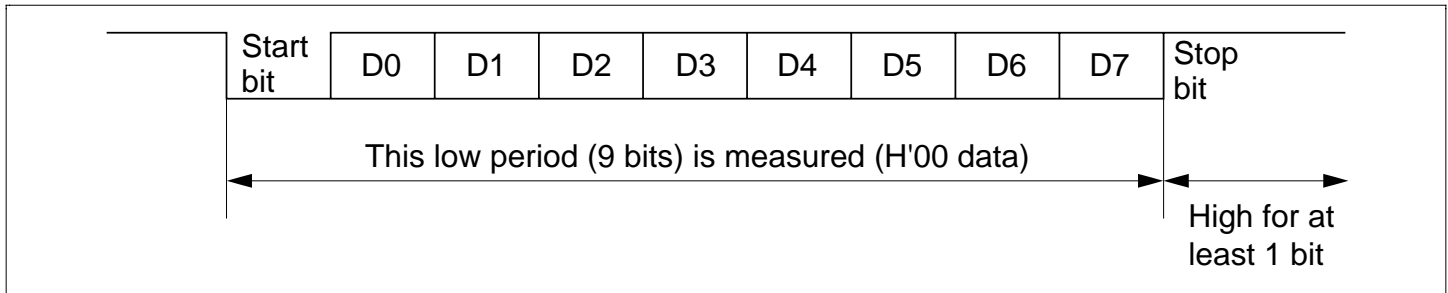 Start
bit
D0 D1 D2 D3 D4 D5 D6 D7
Stop
bit
This low period (9 bits) is measured (H'00 data)
High for at
least 1 bit